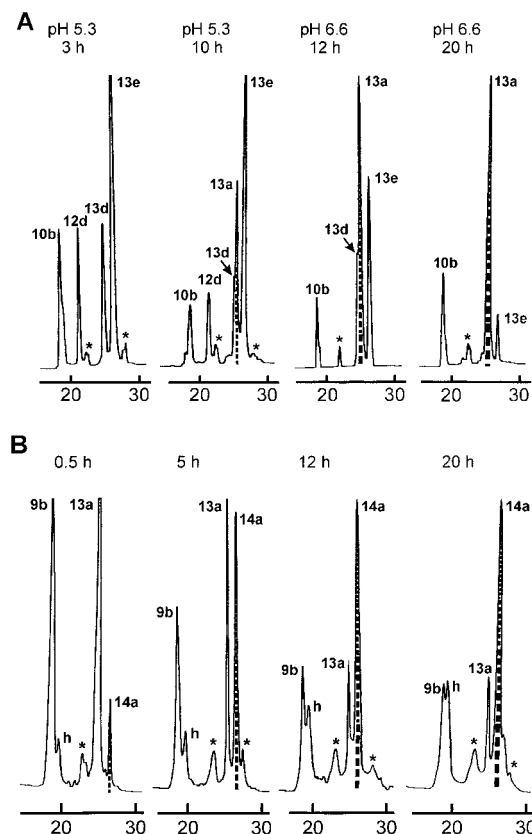 A
pH 5.3 pH 5.3 pH 6.6 pH 6.6
3 h 10 h 12 h 20 h
13e 13e 13a 13a
13a
13d 13e
10b 12d 13d
13d
12d
10b 10b 10b
13e
* * * * *
20 30 20 30 20 30 20 30
B
0.5 h 5 h 12 h 20 h
9b 13a 13a 14a 14a 14a
9b
9b 13a 9b h 13a
14a
h * h * * h * * * *
20 30 20 30 20 30 20 30